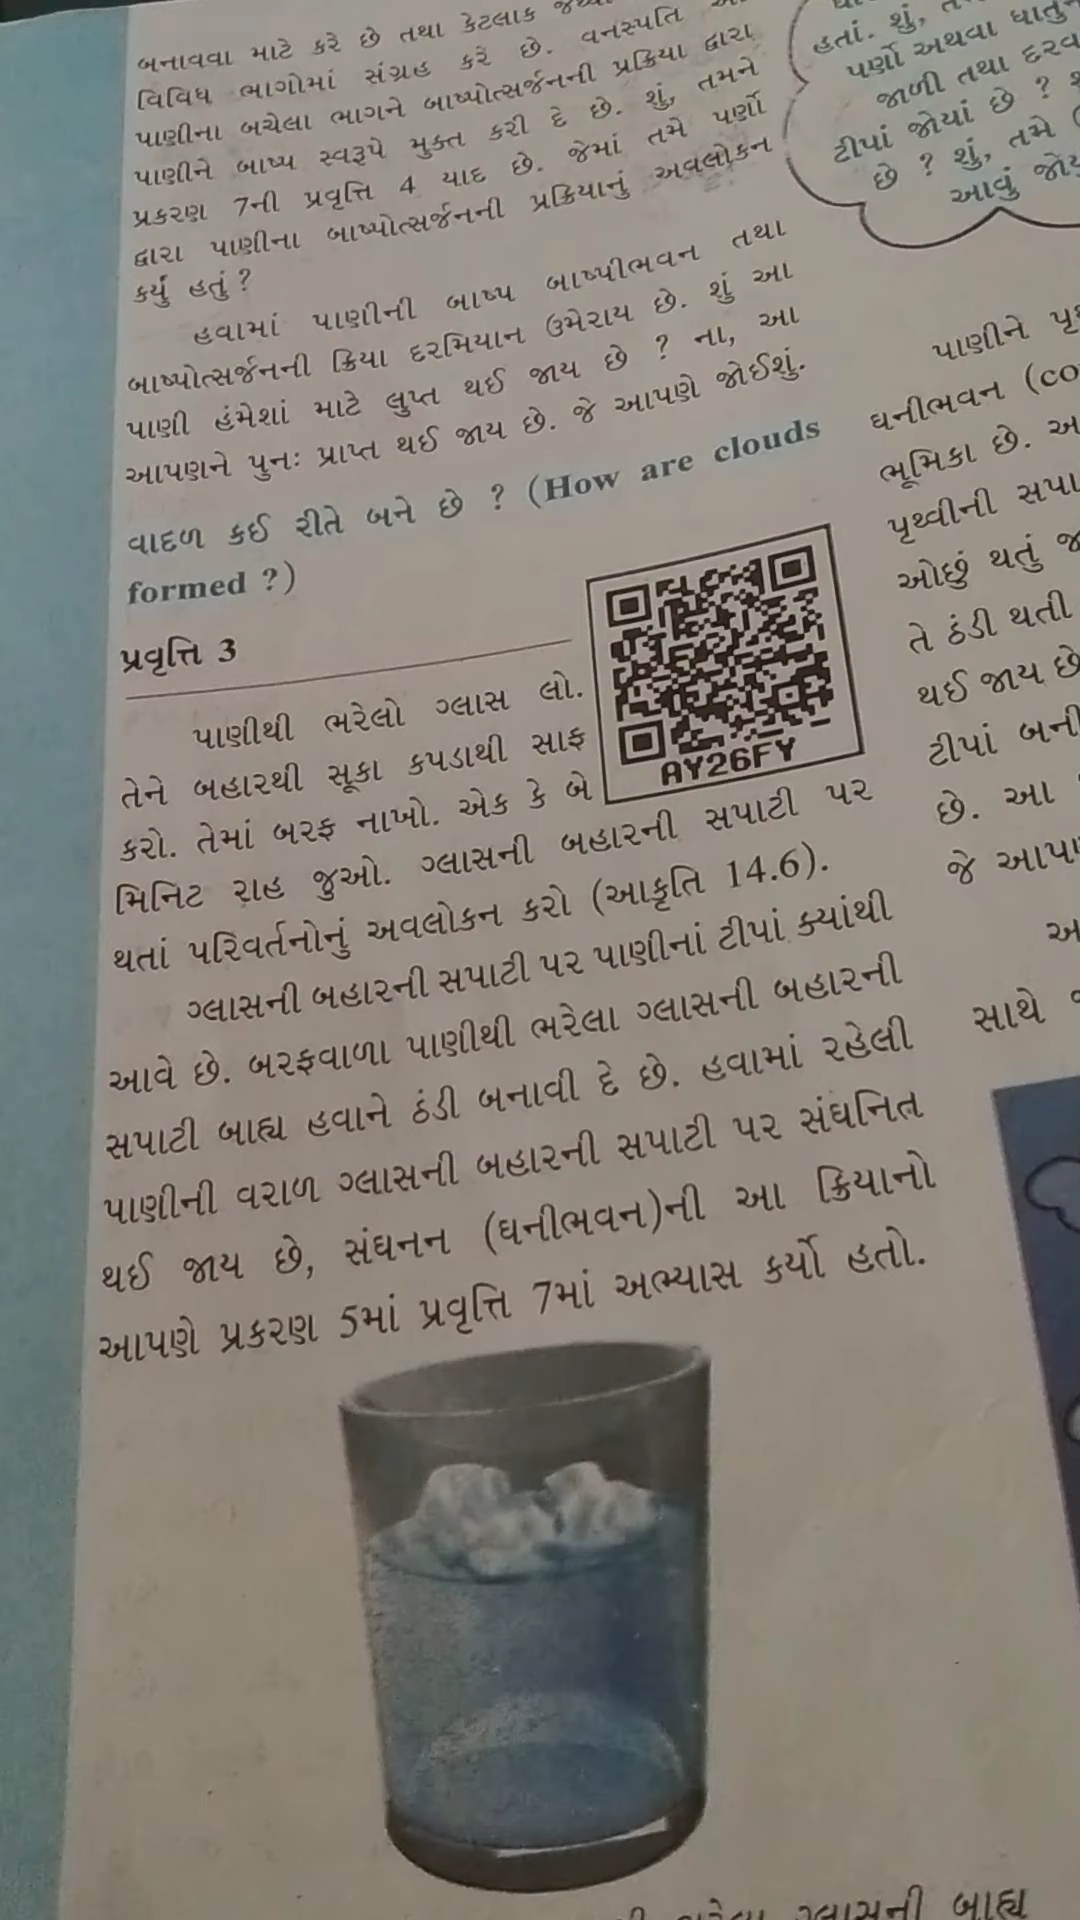 બનાવવા માટે કરે છે તથા કેટલાક
વિવિધ ભાગોમાં સંગ્રહ કરે છે. વનસ્પતિ
પાણીના બચેલા ભાગને બાષ્પોત્સર્જનની પ્રક્રિયા દ્વારા
પાણીને બાષ્પ સ્વરૂપે મુક્ત કરી દે છે. શું, તમને
પ્રકરણ 7ની પ્રવૃત્તિ 4 યાદ છે. જેમાં તમે પર્ણો
દ્વારા પાણીના બાષ્પોત્સર્જનની પ્રક્રિયાનું અવલોકન
કર્યું હતું ?
હવામાં પાણીની બાષ્પ બાષ્પીભવન તથા
બાષ્પોત્સર્જનની ક્રિયા દરમિયાન ઉમેરાય છે. શું આ
પાણી હંમેશાં માટે લુપ્ત થઈ જાય છે ? ના, આ
આપણને પુનઃ પ્રાપ્ત થઈ જાય છે. જે આપણે જોઈશું.
વાદળ કઈ રીતે બને છે ? (How are clouds
formed ?)
પ્રવૃત્તિ 3
પાણીથી ભરેલો ગ્લાસ લો.
તેને બહારથી સૂકા કપડાથી સાફ
કરો. તેમાં બરફ નાખો. એક કે બે
મિનિટ રાહ જુઓ. ગ્લાસની બહારની સપાટી પર
થતાં પરિવર્તનોનું અવલોકન કરો (આકૃતિ 14.6).
AY26FY
ગ્લાસની બહારની સપાટી પર પાણીનાં ટીપાં ક્યાંથી
આવે છે. બરફવાળા પાણીથી ભરેલા ગ્લાસની બહારની
સપાટી બાહ્ય હવાને ઠંડી બનાવી દે છે. હવામાં રહેલી
પાણીની વરાળ ગ્લાસની બહારની સપાટી પર સંઘનિત
થઈ જાય છે, સંઘનન (ઘનીભવન)ની આ ક્રિયાનો
આપણે પ્રકરણ 5માં પ્રવૃત્તિ 7માં અભ્યાસ કર્યો હતો.
ગ્લાસની બાહ્ય
હતાં. શું,
પર્ણો અથવા
જાળી તથા
ટીપાં જોયાં છે ?
છે ? શું, તમે
આવું
પાણીને
ઘનીભવન
ભૂમિકા છે.
પૃથ્વીની
ઓછું થતું
તે ઠંડી થતી
થઈ જાય છે
ટીપાં
છે. આ
જે
સાથે